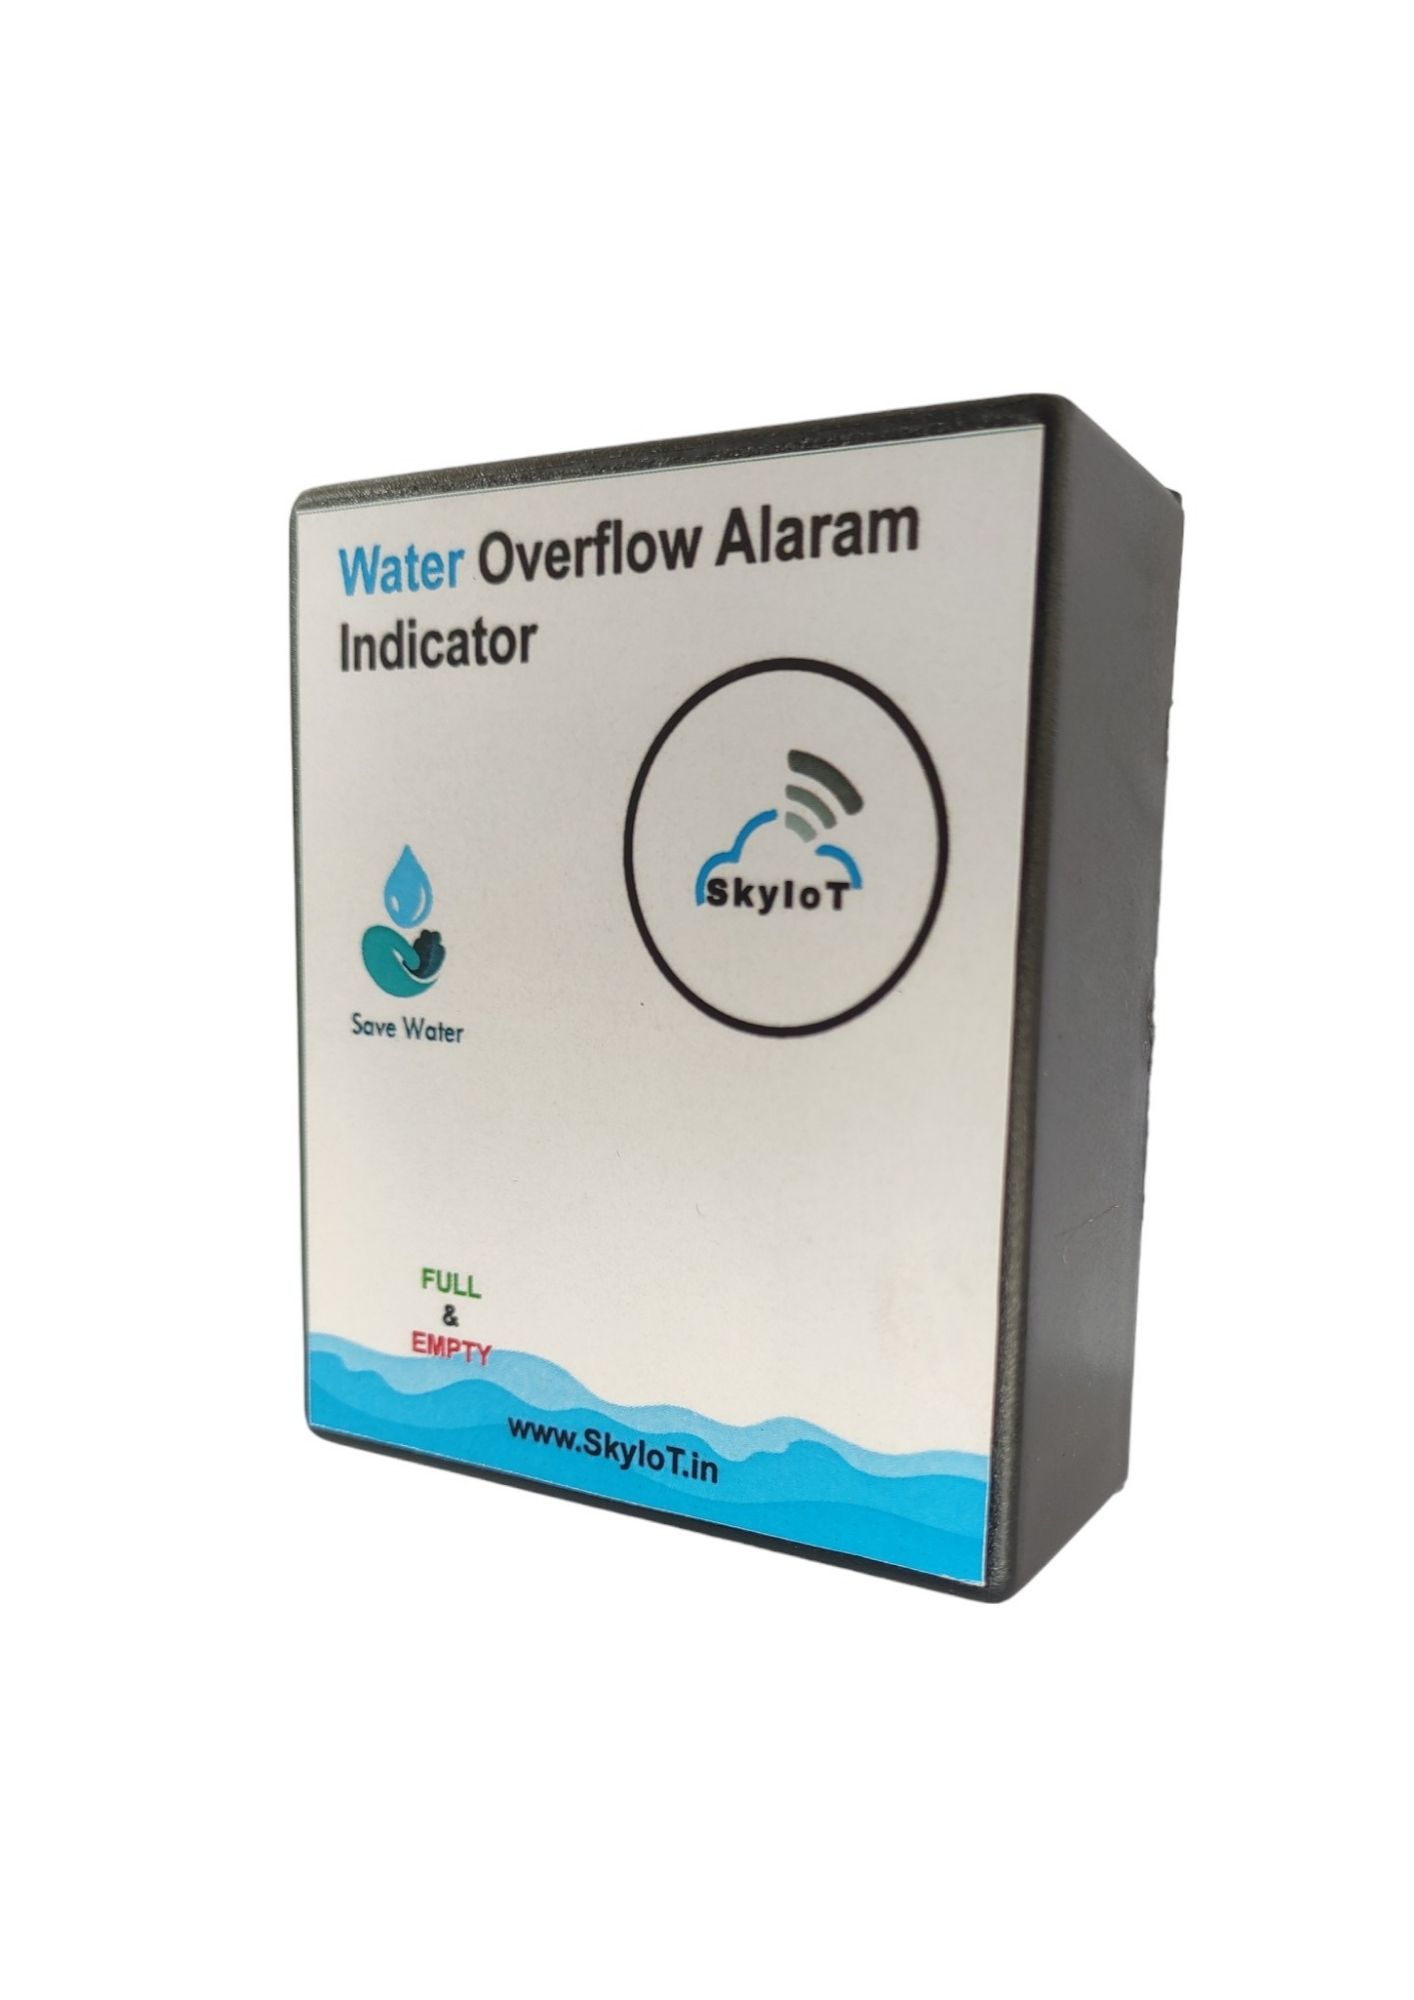 Water Overflow Alaram
Indicator
SkyIoT
Save Water
FULL
&
EMPTY
www.SkyIoT.in